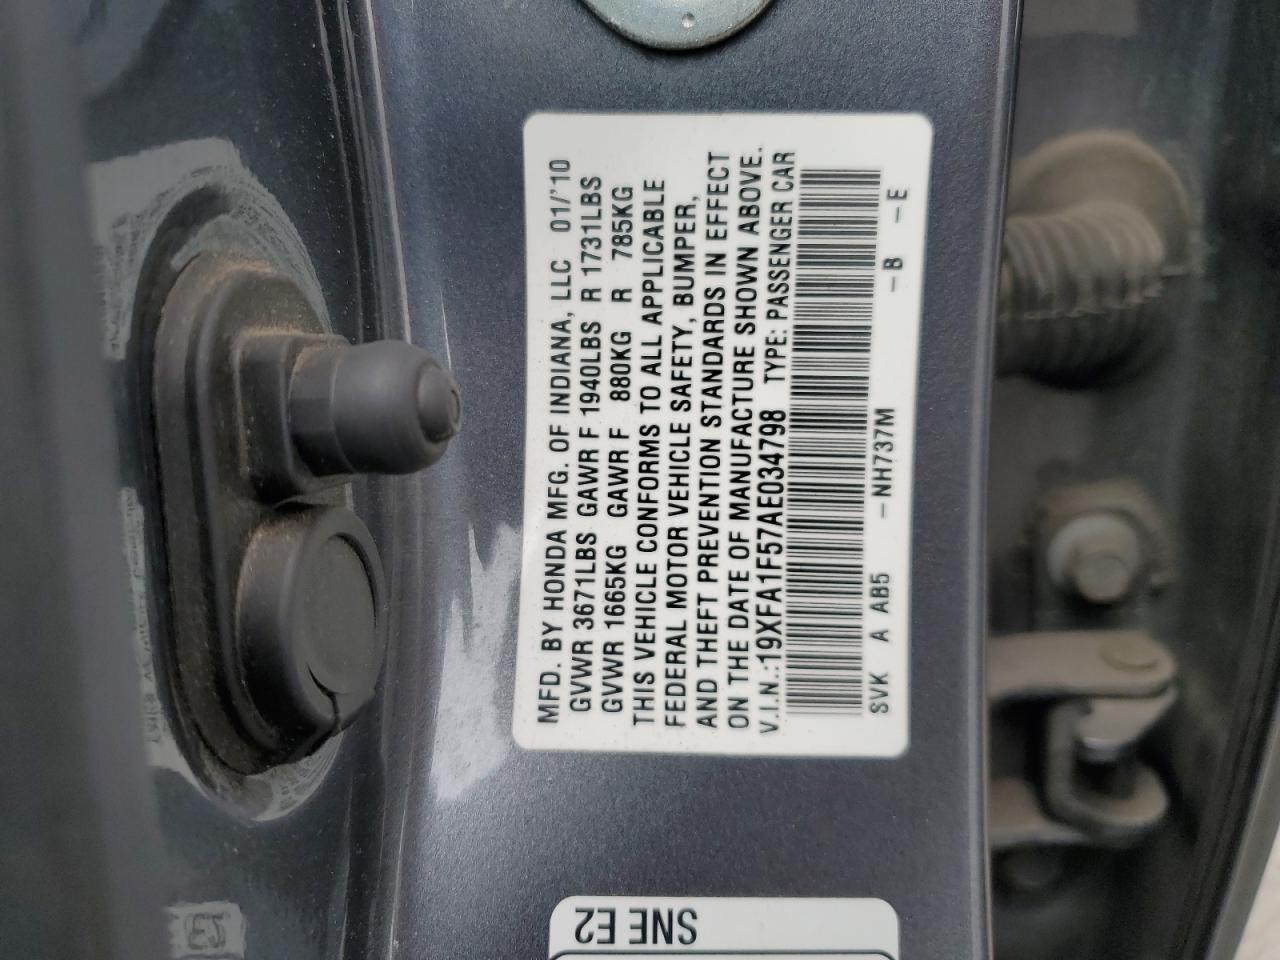 MFD. BY HONDA MFG. OF INDIANA, LLC 01/'10
GVWR 3671LBS GAWR F 1940LBS R 1731LBS
GVWR 1665KG GAWR F 880KG R 785KG
THIS VEHICLE CONFORMS TO ALL APPLICABLE
FEDERAL MOTOR VEHICLE SAFETY, BUMPER,
AND THEFT PREVENTION STANDARDS IN EFFECT
ON THE DATE OF MANUFACTURE SHOWN ABOVE.
V.I.N.:19XFA1F57AE034798 TYPE: PASSENGER CAR
SVK A AB5 -NH737M -B -E
SNE E2